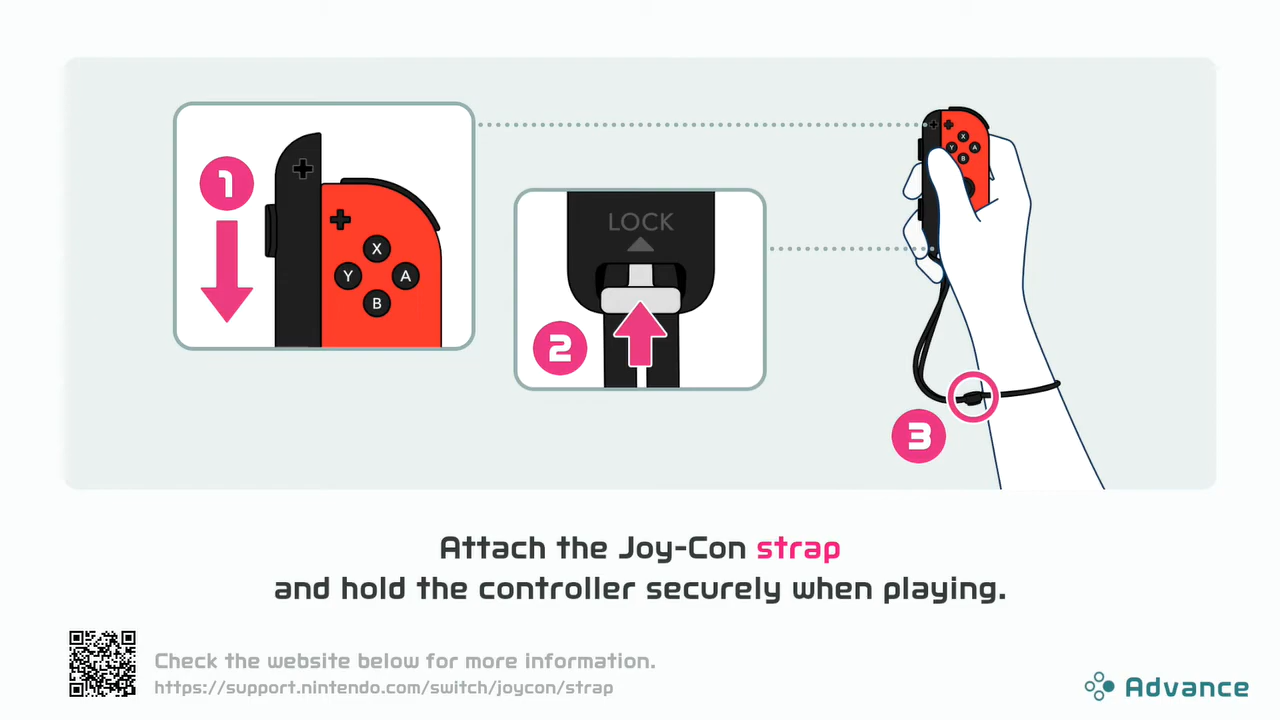 1
X
Y
A
B
LOCK
2
X
Y
A
B
3
Attach the Joy-Con strap
and hold the controller securely when playing.
Check the website below for more information.
https://support.nintendo.com/switch/joycon/strap
Advance